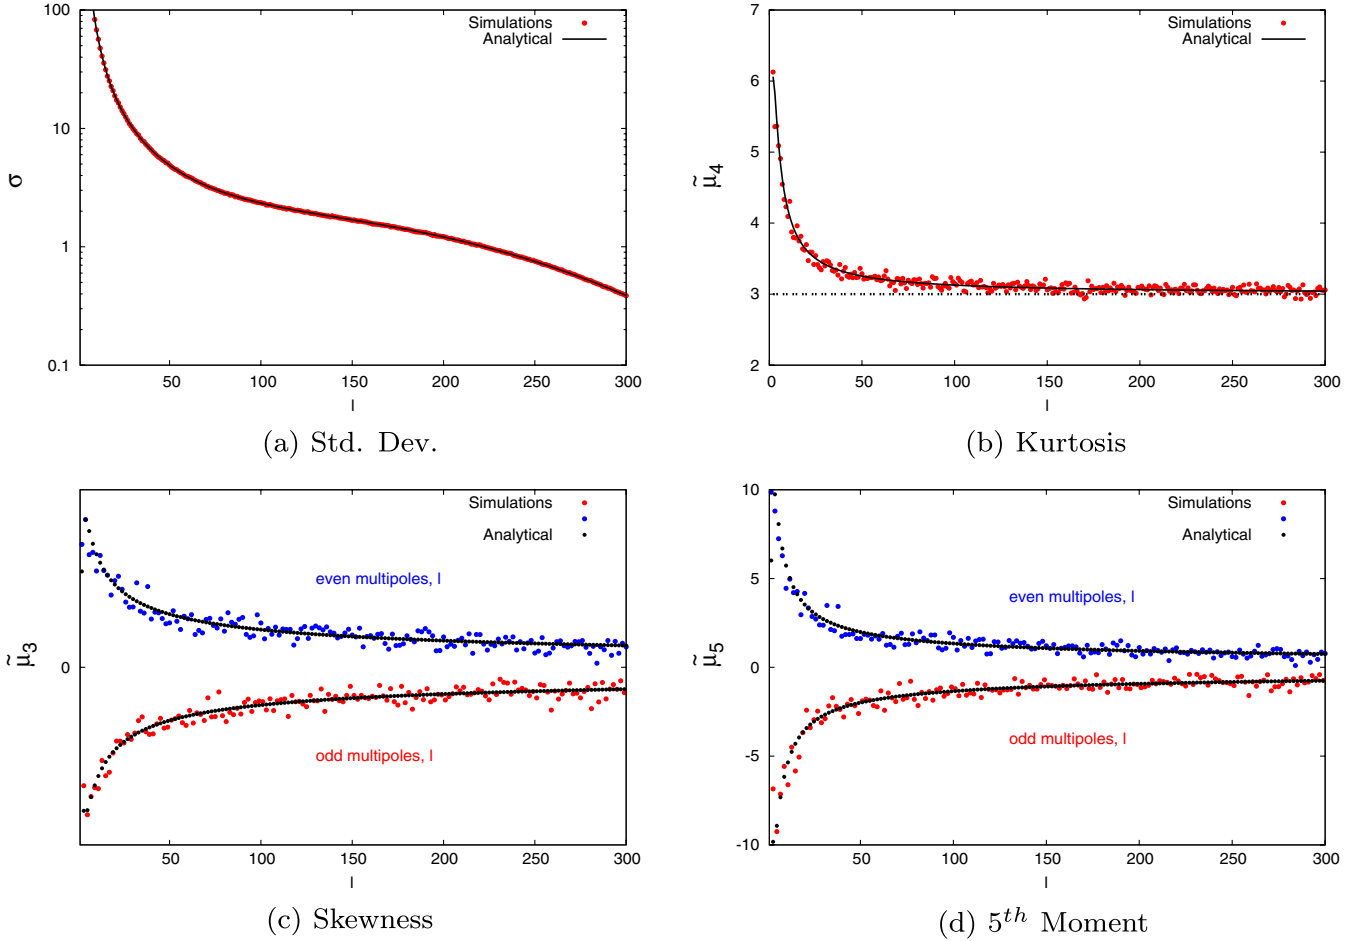 100
10
1
0.1
σ
Simulations
Analytical
50
100
150
200
250
300
l
(a) Std. Dev.
7
6
5
4
3
2
μ̃4
Simulations
Analytical
0
50
100
150
200
250
300
l
(b) Kurtosis
0
μ̃3
Simulations
Analytical
even multipoles, l
odd multipoles, l
50
100
150
200
250
300
l
(c) Skewness
10
5
0
-5
-10
μ̃5
Simulations
Analytical
even multipoles, l
odd multipoles, l
50
100
150
200
250
300
l
(d) 5th Moment